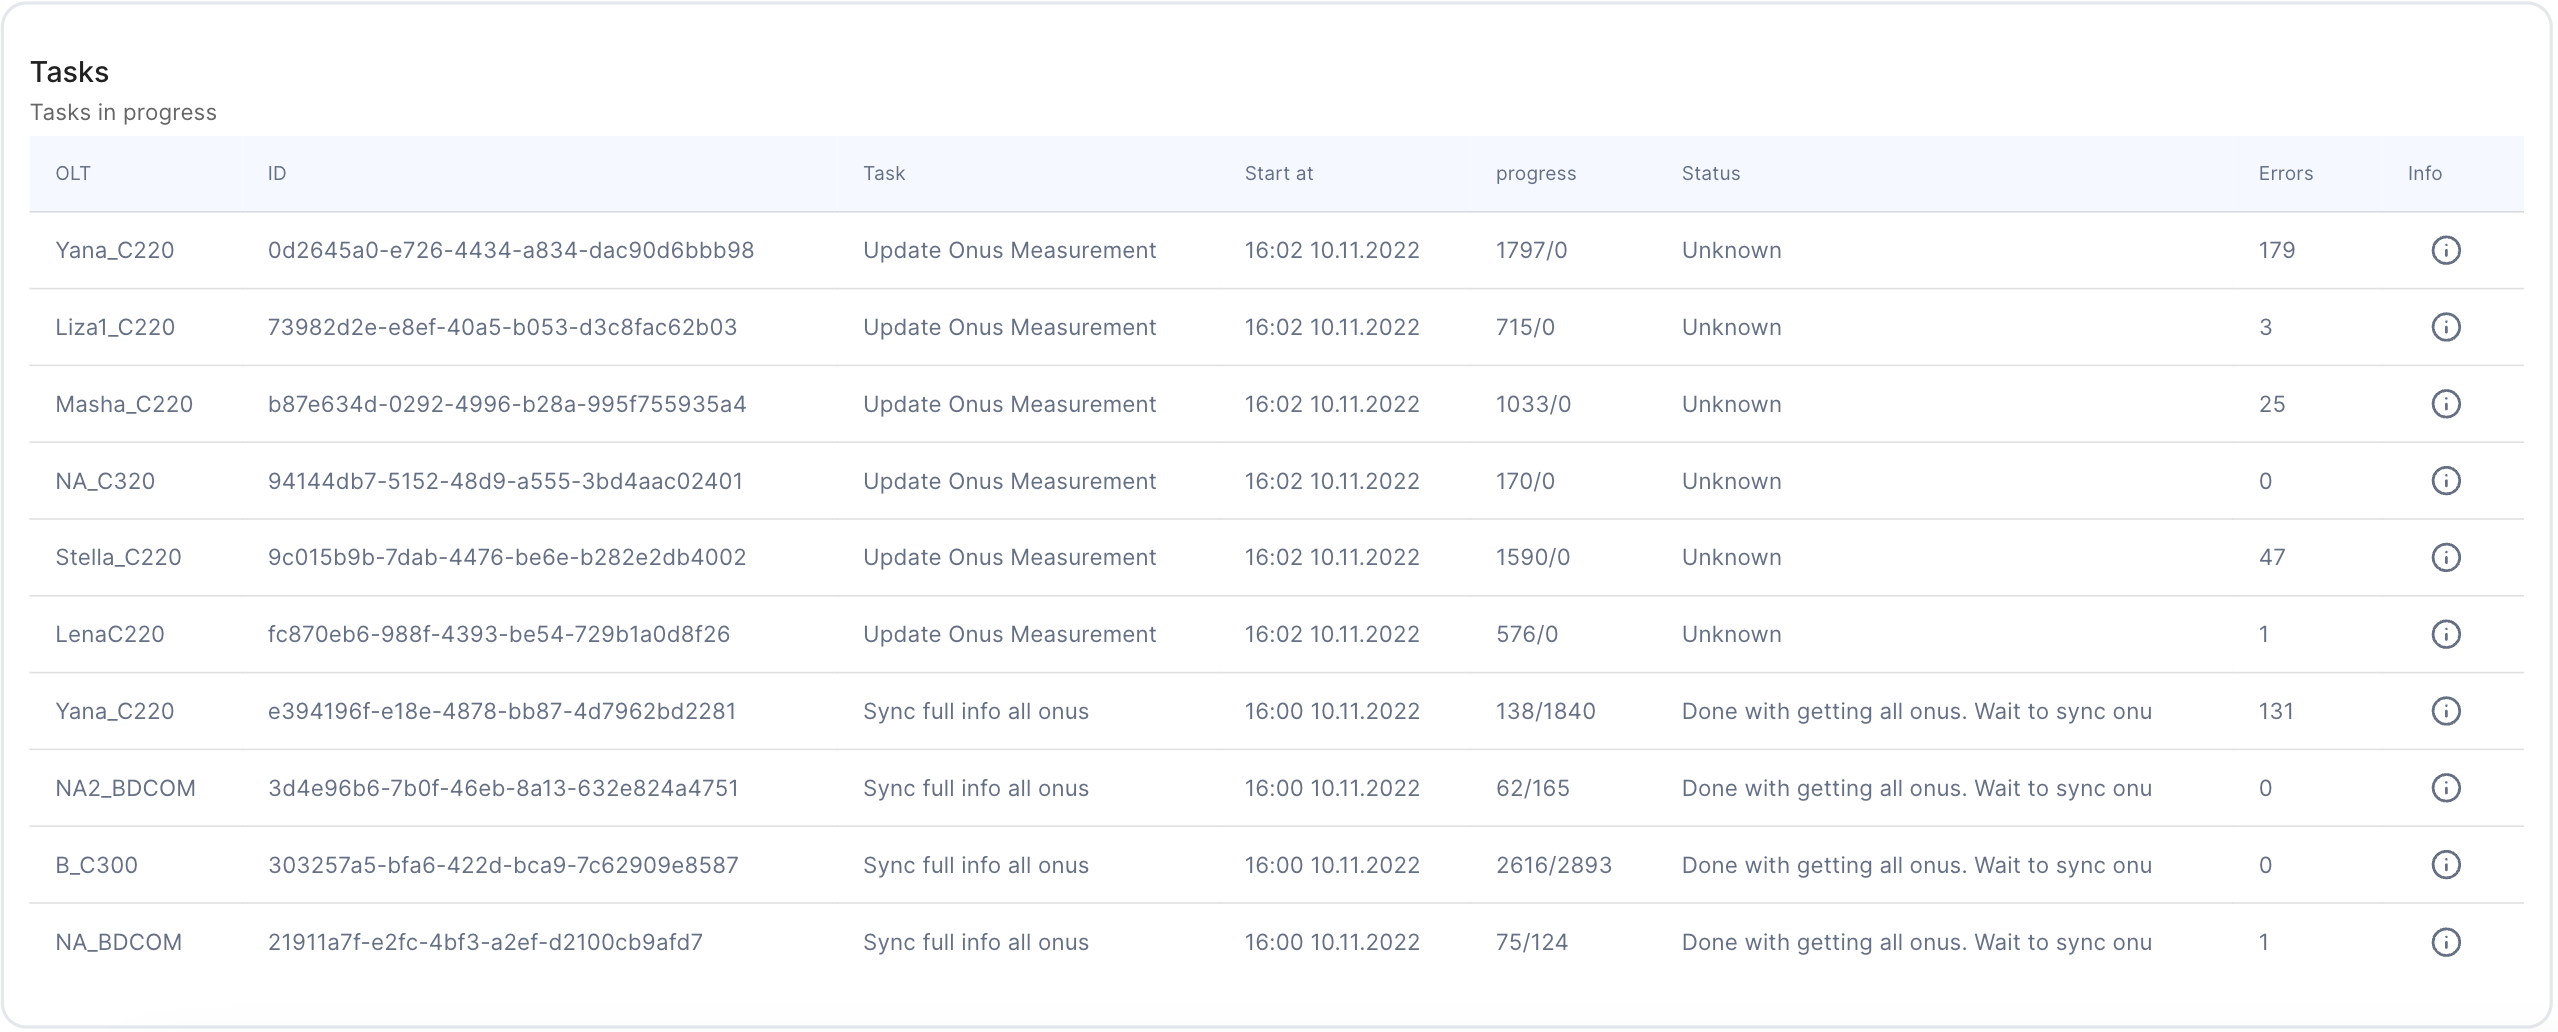 Tasks
Tasks in progress
OLT ID Task Start at progress Status Errors Info
Yana_C220 0d2645a0-e726-4434-a834-dac90d6bbb98 Update Onus Measurement 16:02 10.11.2022 1797/0 Unknown 179
Liza1_C220 73982d2e-e8ef-40a5-b053-d3c8fac62b03 Update Onus Measurement 16:02 10.11.2022 715/0 Unknown 3
Masha_C220 b87e634d-0292-4996-b28a-995f755935a4 Update Onus Measurement 16:02 10.11.2022 1033/0 Unknown 25
NA_C320 94144db7-5152-48d9-a555-3bd4aac02401 Update Onus Measurement 16:02 10.11.2022 170/0 Unknown 0
Stella_C220 9c015b9b-7dab-4476-be6e-b282e2db4002 Update Onus Measurement 16:02 10.11.2022 1590/0 Unknown 47
LenaC220 fc870eb6-988f-4393-be54-729b1a0d8f26 Update Onus Measurement 16:02 10.11.2022 576/0 Unknown 1
Yana_C220 e394196f-e18e-4878-bb87-4d7962bd2281 Sync full info all onus 16:00 10.11.2022 138/1840 Done with getting all onus. Wait to sync onu 131
NA2_BDCOM 3d4e96b6-7b0f-46eb-8a13-632e824a4751 Sync full info all onus 16:00 10.11.2022 62/165 Done with getting all onus. Wait to sync onu 0
B_C300 303257a5-bfa6-422d-bca9-7c62909e8587 Sync full info all onus 16:00 10.11.2022 2616/2893 Done with getting all onus. Wait to sync onu 0
NA_BDCOM 21911a7f-e2fc-4bf3-a2ef-d2100cb9afd7 Sync full info all onus 16:00 10.11.2022 75/124 Done with getting all onus. Wait to sync onu 1